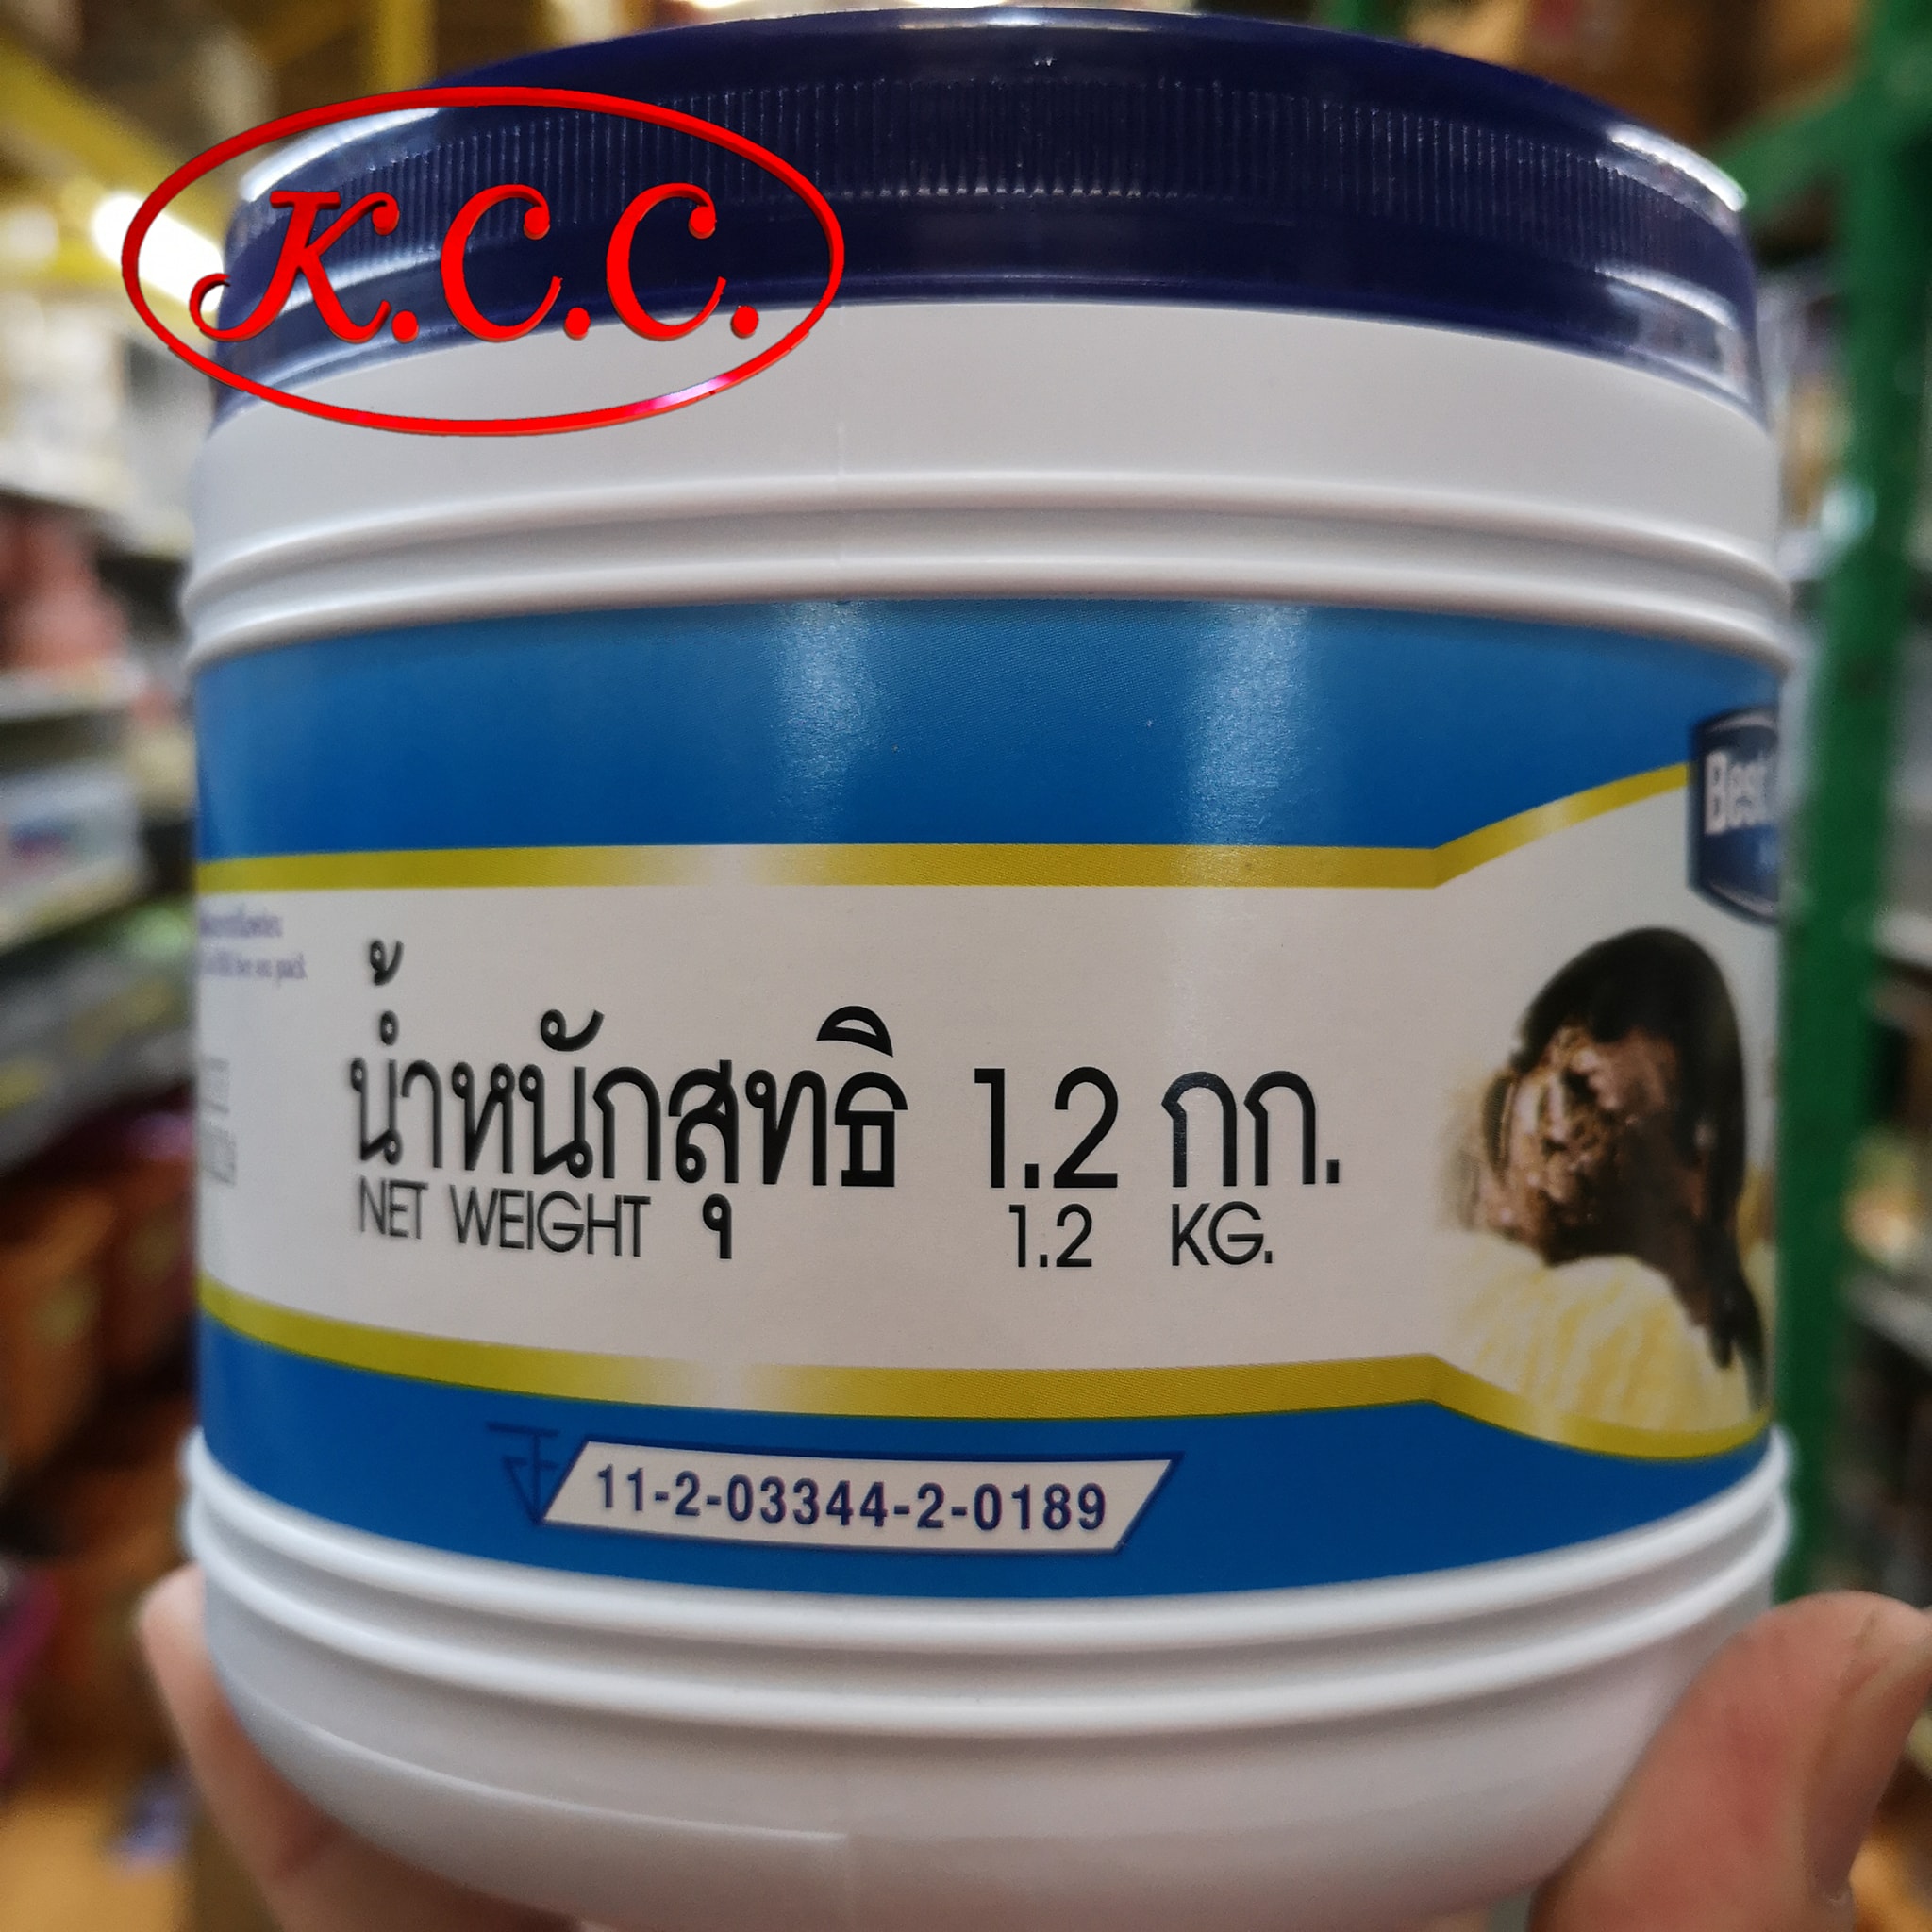 K.C.C.
Best
น้ำหนักสุทธิ 1.2 กก.
NET WEIGHT 1.2 KG.
11-2-03344-2-0189